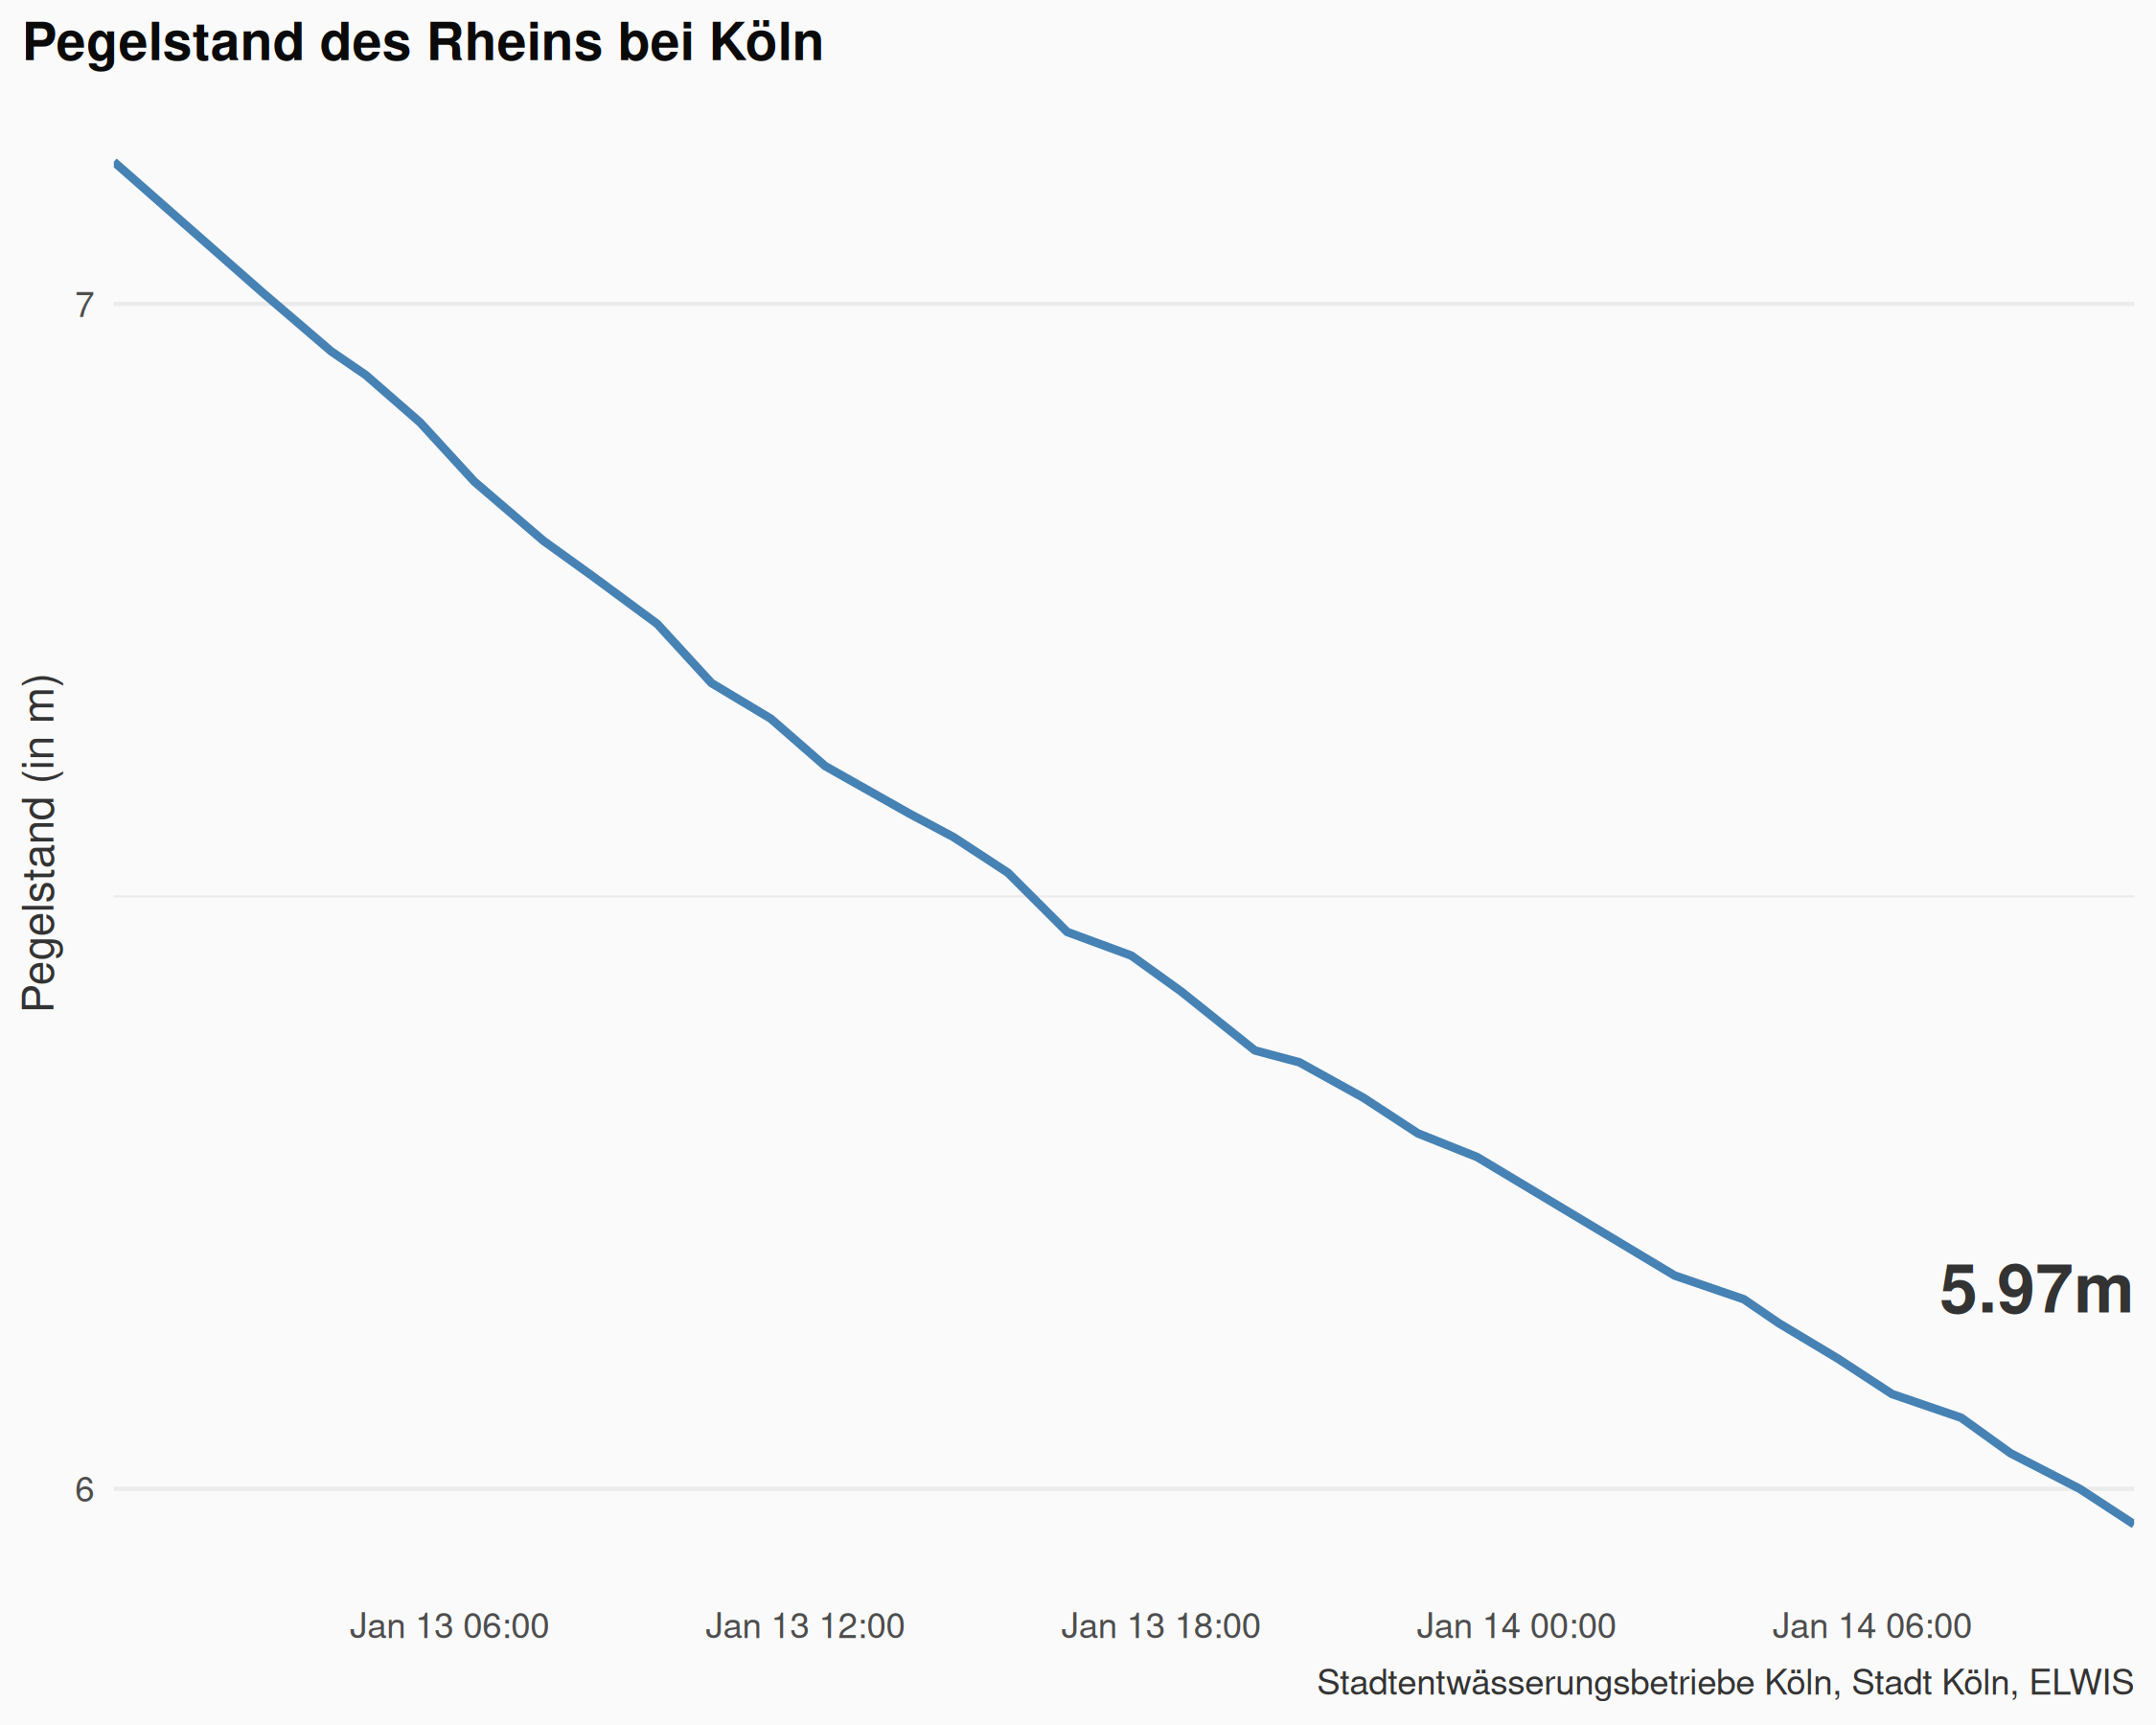 Pegelstand des Rheins bei Köln
Pegelstand (in m)
7
6
5.97m
Jan 13 06:00
Jan 13 12:00
Jan 13 18:00
Jan 14 00:00
Jan 14 06:00
Stadtentwässerungsbetriebe Köln, Stadt Köln, ELWIS